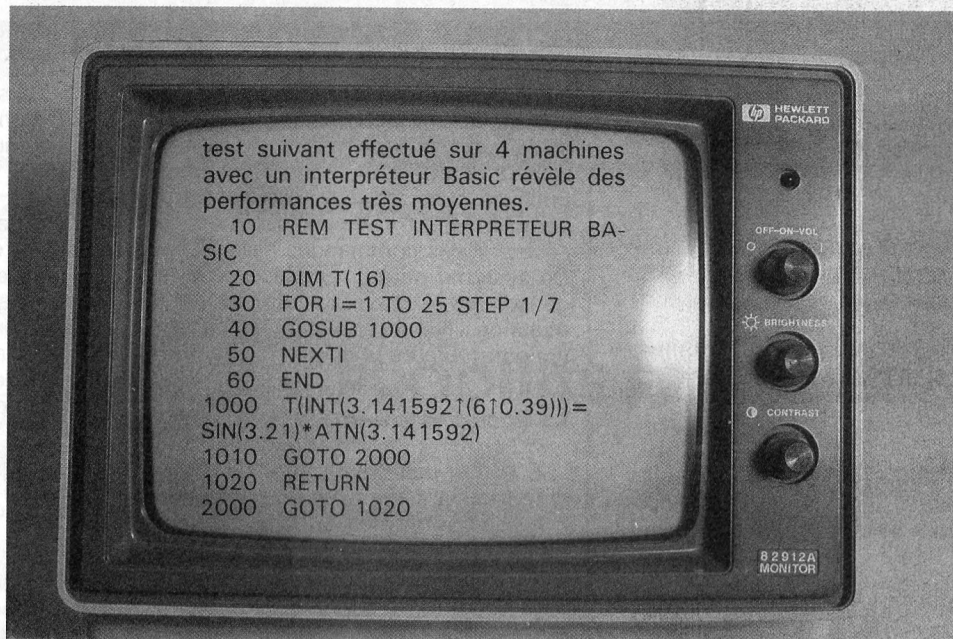 test suivant effectué sur 4 machines
avec un interpréteur Basic révèle des
performances très moyennes.
10 REM TEST INTERPRETEUR BA-
SIC
20 DIM T(16)
30 FOR I=1 TO 25 STEP 1/7
40 GOSUB 1000
50 NEXTI
60 END
1000 T(INT(3.141592↑(6↑0.39)))=
SIN(3.21)*ATN(3.141592)
1010 GOTO 2000
1020 RETURN
2000 GOTO 1020
hp HEWLETT
PACKARD
OFF-ON-VOL
BRIGHTNESS
CONTRAST
82912A
MONITOR